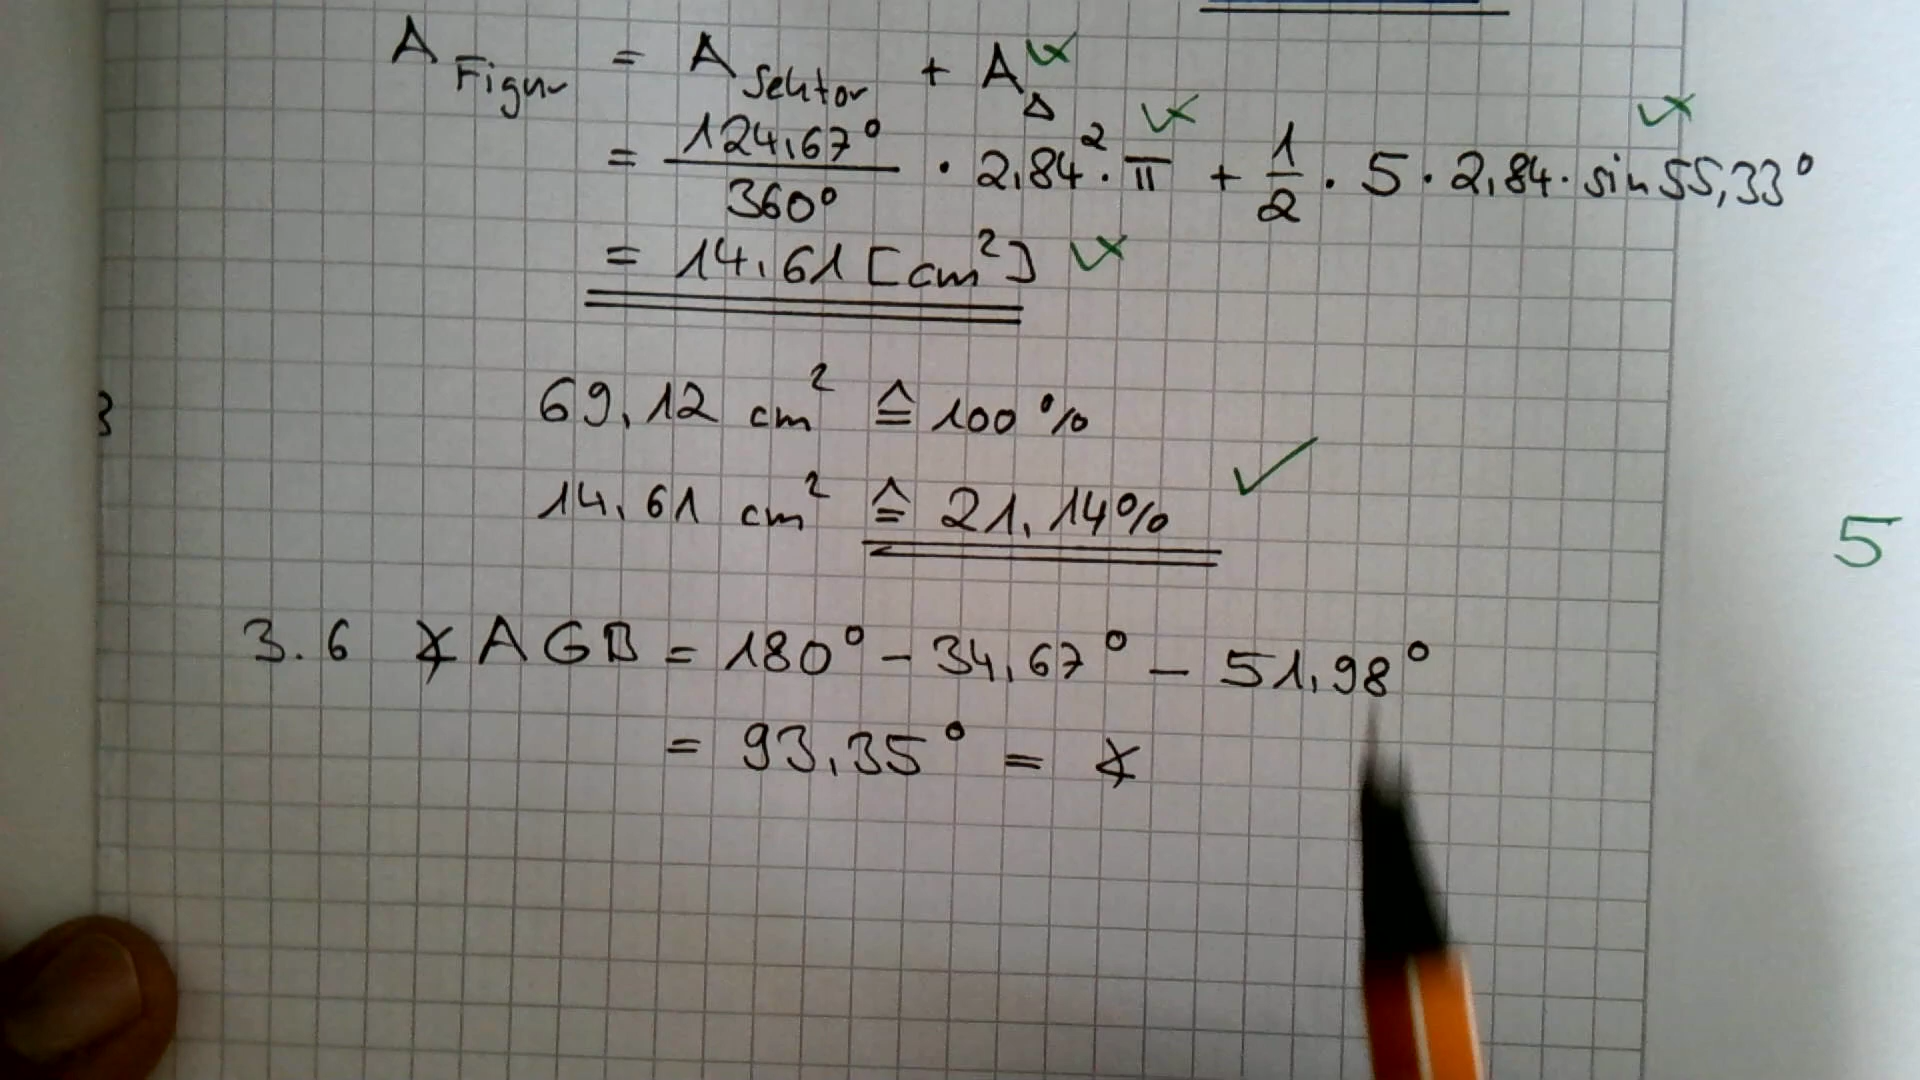 A Figur = A Sektor + A Δ
= 124,67° / 360° · 2,84² · π + 1/2 · 5 · 2,84 · sin 55,33°
= 14,61 [cm²]
69,12 cm² ≙ 100 %
14,61 cm² ≙ 21,14%
5
3.6 ∢ AGB = 180° - 34,67° - 51,98°
= 93,35° = ∢